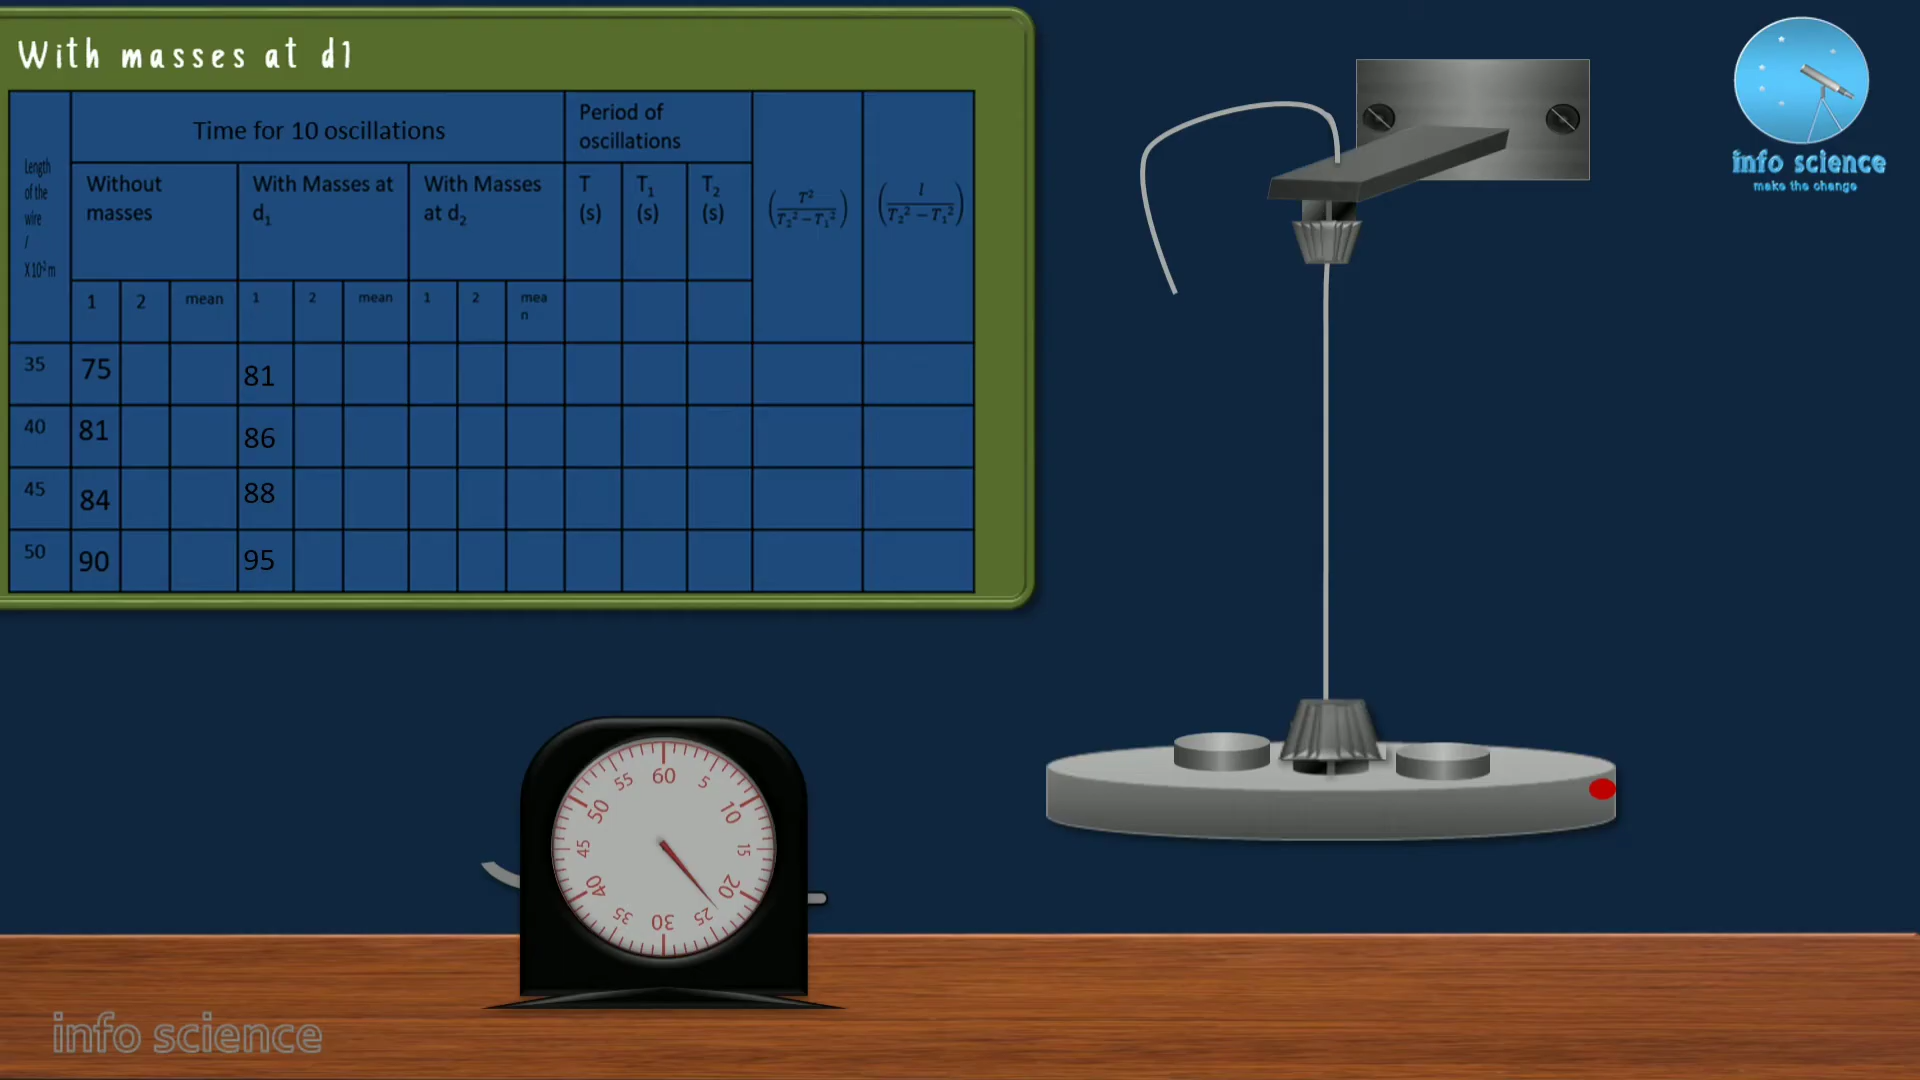 With masses at d1
Length
of the
wire
l
X 10⁻² m
Time for 10 oscillations
Period of
oscillations
Without
masses
With Masses at
d₁
With Masses
at d₂
T
(s)
T₁
(s)
T₂
(s)
(T²/(T₂² – T₁²))
(l/(T₂² – T₁²))
1 2 mean 1 2 mean 1 2 mea
n
35 75 81
40 81 86
45 84 88
50 90 95
info science
make the change
60
5
10
15
20
25
30
35
40
45
50
55
info science